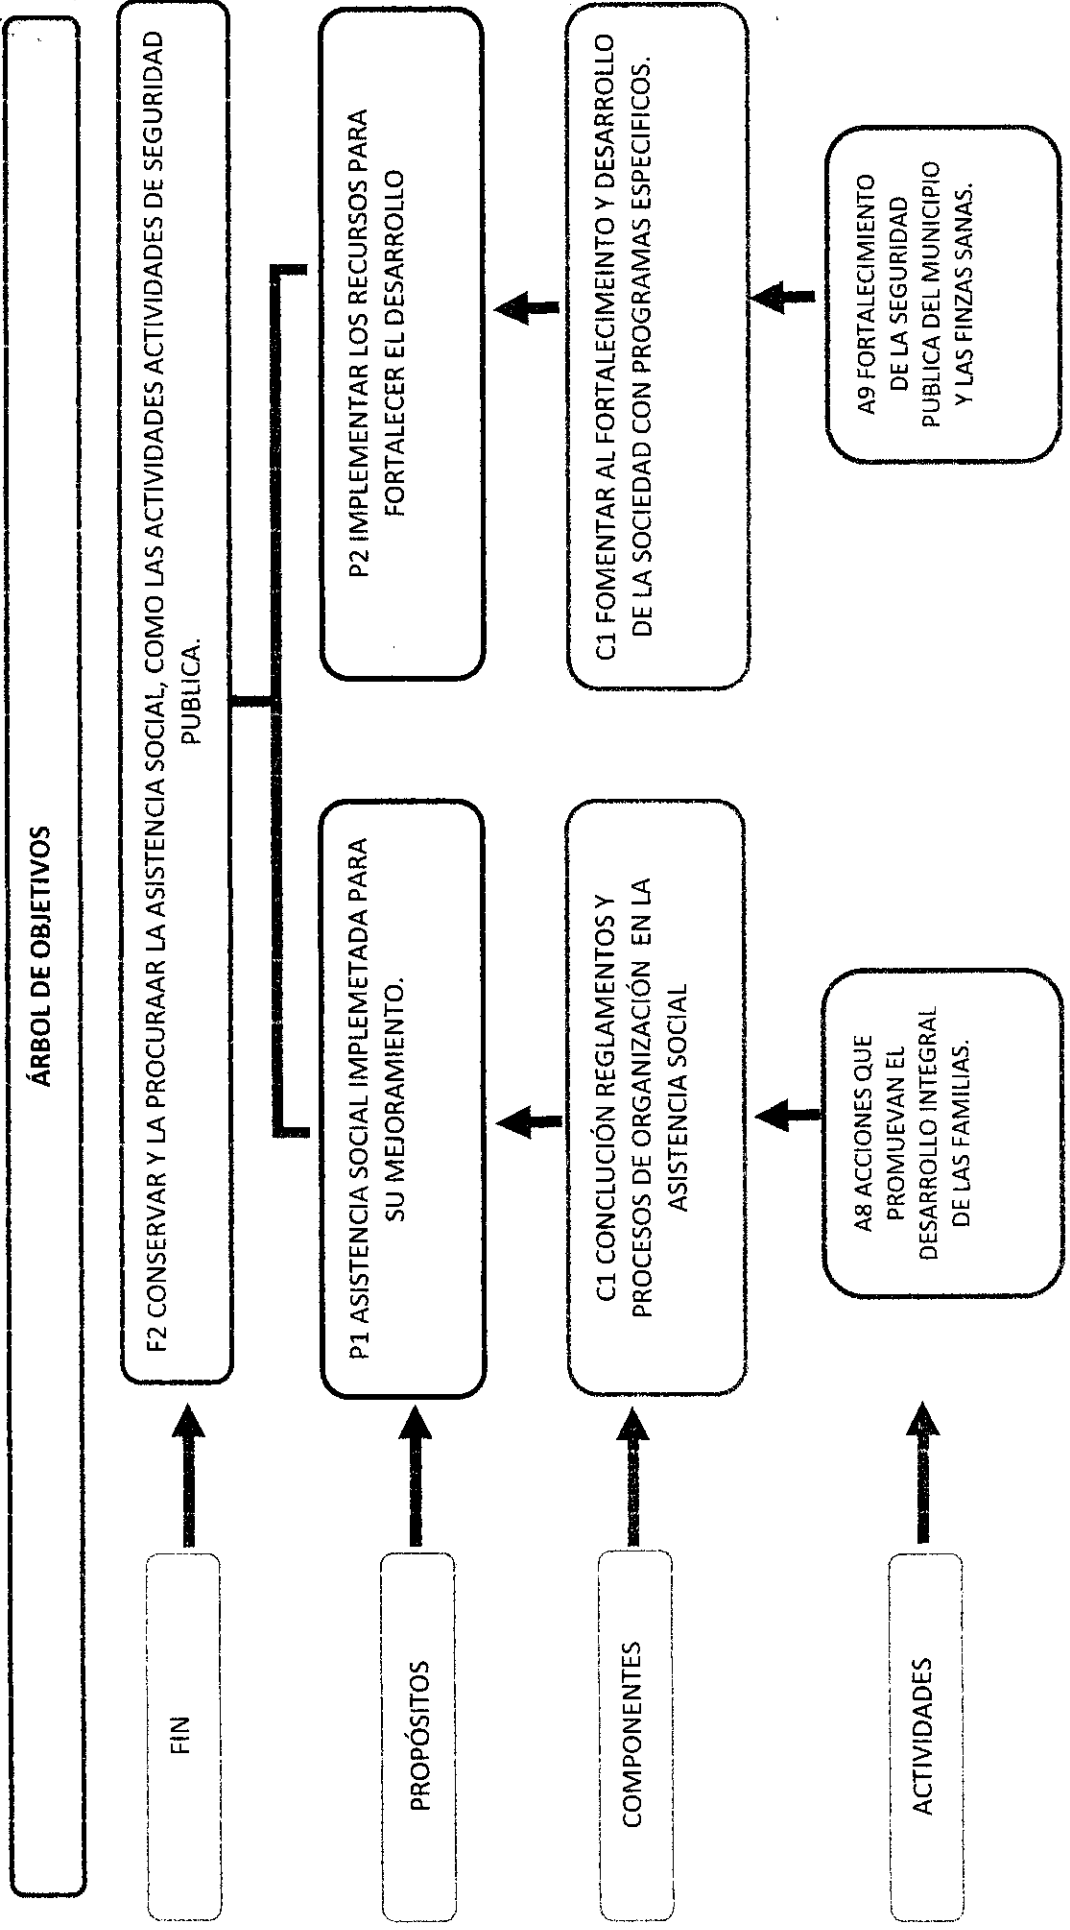 ÁRBOL DE OBJETIVOS
FIN
F2 CONSERVAR Y LA PROCURAAR LA ASISTENCIA SOCIAL, COMO LAS ACTIVIDADES ACTIVIDADES DE SEGURIDAD
PUBLICA.
PROPÓSITOS
P1 ASISTENCIA SOCIAL IMPLEMETADA PARA
SU MEJORAMIENTO.
P2 IMPLEMENTAR LOS RECURSOS PARA
FORTALECER EL DESARROLLO
COMPONENTES
C1 CONCLUCIÓN REGLAMENTOS Y
PROCESOS DE ORGANIZACIÓN EN LA
ASISTENCIA SOCIAL
C1 FOMENTAR AL FORTALECIMEINTO Y DESARROLLO
DE LA SOCIEDAD CON PROGRAMAS ESPECIFICOS.
ACTIVIDADES
A8 ACCIONES QUE
PROMUEVAN EL
DESARROLLO INTEGRAL
DE LAS FAMILIAS.
A9 FORTALECIMIENTO
DE LA SEGURIDAD
PUBLICA DEL MUNICIPIO
Y LAS FINZAS SANAS.